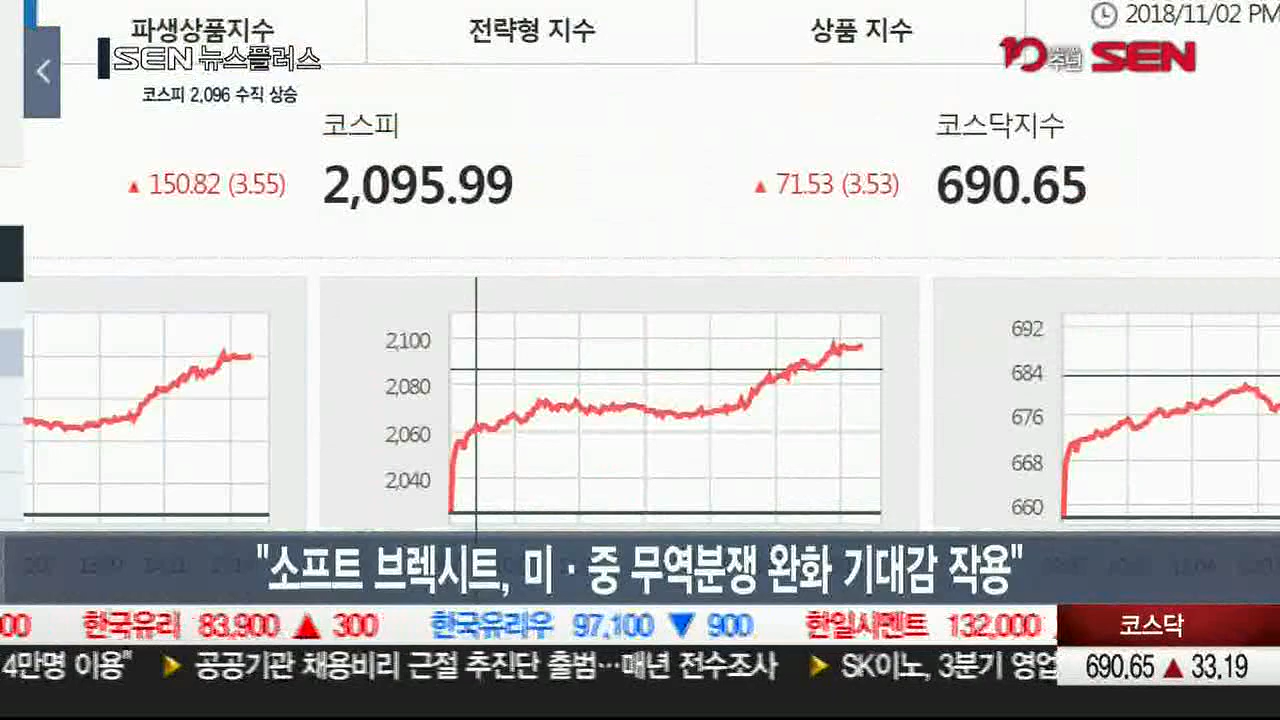 파생상품지수
전략형 지수
상품 지수
2018/11/02 PM
SEN 뉴스플러스
10주년 SEN
코스피 2,096 수직 상승
코스피
코스닥지수
▲ 150.82 (3.55)
2,095.99
▲ 71.53 (3.53)
690.65
2,100
2,080
2,060
2,040
692
684
676
668
660
"소프트 브렉시트, 미·중 무역분쟁 완화 기대감 작용"
00 한국유리 83,900 ▲ 300 한국유리우 97,100 ▼ 900 한일시멘트 132,000
코스닥
4만명 이용" ▶ 공공기관 채용비리 근절 추진단 출범…매년 전수조사 ▶ SK이노, 3분기 영업
690.65 ▲ 33.19